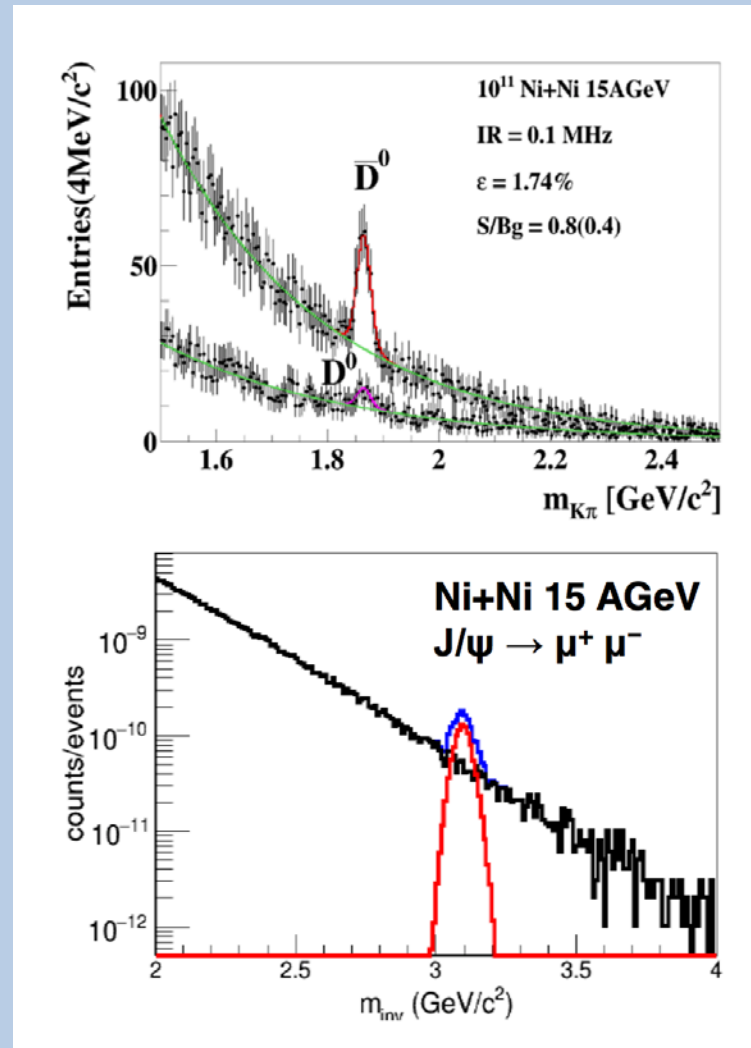 10¹¹ Ni+Ni 15AGeV
IR = 0.1 MHz
ε = 1.74%
S/Bg = 0.8(0.4)
Entries(4MeV/c²)
100
50
0
D̅⁰
D⁰
1.6 1.8 2 2.2 2.4
m_Kπ [GeV/c²]
Ni+Ni 15 AGeV
J/ψ → μ⁺ μ⁻
counts/events
10⁻⁹
10⁻¹⁰
10⁻¹¹
10⁻¹²
2 2.5 3 3.5 4
m_inv (GeV/c²)